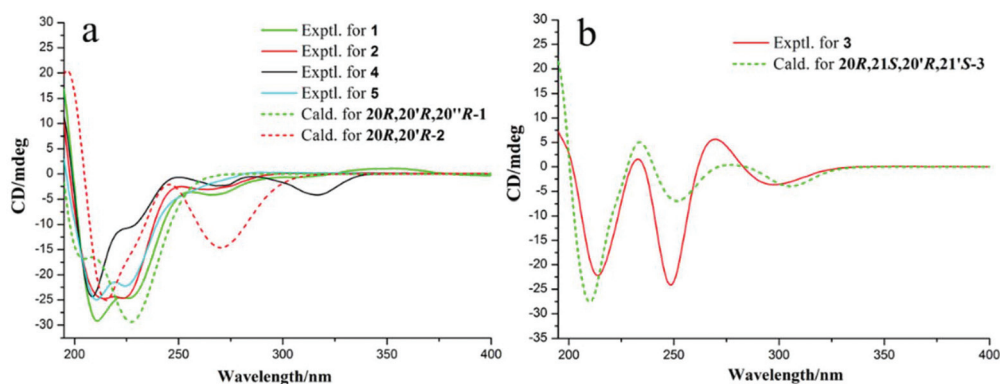 a
Exptl. for 1
Exptl. for 2
Exptl. for 4
Exptl. for 5
Cald. for 20R,20'R,20''R-1
Cald. for 20R,20'R-2
CD/mdeg
30
25
20
15
10
5
0
-5
-10
-15
-20
-25
-30
200
250
300
350
400
Wavelength/nm
b
Exptl. for 3
Cald. for 20R,21S,20'R,21'S-3
CD/mdeg
30
25
20
15
10
5
0
-5
-10
-15
-20
-25
-30
-35
200
250
300
350
400
Wavelength/nm